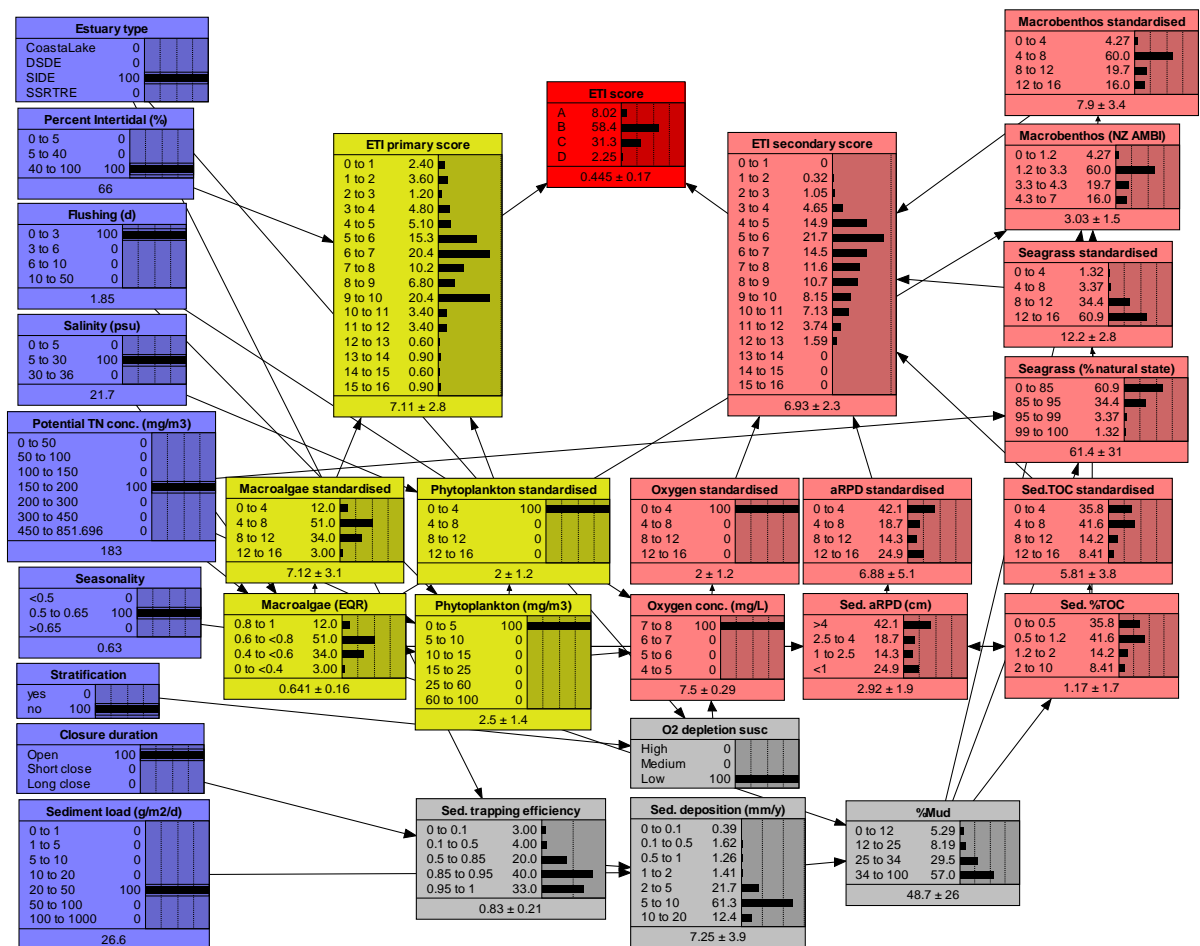 Estuary type
CoastaLake 0
DSDE 0
SIDE 100
SSRTRE 0
Percent Intertidal (%)
0 to 5 0
5 to 40 0
40 to 100 100
66
Flushing (d)
0 to 3 100
3 to 6 0
6 to 10 0
10 to 50 0
1.85
Salinity (psu)
0 to 5 0
5 to 30 100
30 to 36 0
21.7
Potential TN conc. (mg/m3)
0 to 50 0
50 to 100 0
100 to 150 0
150 to 200 100
200 to 300 0
300 to 450 0
450 to 851.696 0
183
Seasonality
<0.5 0
0.5 to 0.65 100
>0.65 0
0.63
Stratification
yes 0
no 100
Closure duration
Open 100
Short close 0
Long close 0
Sediment load (g/m2/d)
0 to 1 0
1 to 5 0
5 to 10 0
10 to 20 0
20 to 50 100
50 to 100 0
100 to 1000 0
26.6
ETI primary score
0 to 1 2.40
1 to 2 3.60
2 to 3 1.20
3 to 4 4.80
4 to 5 5.10
5 to 6 15.3
6 to 7 20.4
7 to 8 10.2
8 to 9 6.80
9 to 10 20.4
10 to 11 3.40
11 to 12 3.40
12 to 13 0.60
13 to 14 0.90
14 to 15 0.60
15 to 16 0.90
7.11 ± 2.8
ETI score
A 8.02
B 58.4
C 31.3
D 2.25
0.445 ± 0.17
ETI secondary score
0 to 1 0
1 to 2 0.32
2 to 3 1.05
3 to 4 4.65
4 to 5 14.9
5 to 6 21.7
6 to 7 14.5
7 to 8 11.6
8 to 9 10.7
9 to 10 8.15
10 to 11 7.13
11 to 12 3.74
12 to 13 1.59
13 to 14 0
14 to 15 0
15 to 16 0
6.93 ± 2.3
Macrobenthos standardised
0 to 4 4.27
4 to 8 60.0
8 to 12 19.7
12 to 16 16.0
7.9 ± 3.4
Macrobenthos (NZ AMBI)
0 to 1.2 4.27
1.2 to 3.3 60.0
3.3 to 4.3 19.7
4.3 to 7 16.0
3.03 ± 1.5
Seagrass standardised
0 to 4 1.32
4 to 8 3.37
8 to 12 34.4
12 to 16 60.9
12.2 ± 2.8
Seagrass (% natural state)
0 to 85 60.9
85 to 95 34.4
95 to 99 3.37
99 to 100 1.32
61.4 ± 31
Macroalgae standardised
0 to 4 12.0
4 to 8 51.0
8 to 12 34.0
12 to 16 3.00
7.12 ± 3.1
Phytoplankton standardised
0 to 4 100
4 to 8 0
8 to 12 0
12 to 16 0
2 ± 1.2
Oxygen standardised
0 to 4 100
4 to 8 0
8 to 12 0
12 to 16 0
2 ± 1.2
aRPD standardised
0 to 4 42.1
4 to 8 18.7
8 to 12 14.3
12 to 16 24.9
6.88 ± 5.1
Sed.TOC standardised
0 to 4 35.8
4 to 8 41.6
8 to 12 14.2
12 to 16 8.41
5.81 ± 3.8
Macroalgae (EQR)
0.8 to 1 12.0
0.6 to <0.8 51.0
0.4 to <0.6 34.0
0 to <0.4 3.00
0.641 ± 0.16
Phytoplankton (mg/m3)
0 to 5 100
5 to 10 0
10 to 15 0
15 to 25 0
25 to 60 0
60 to 100 0
2.5 ± 1.4
Oxygen conc. (mg/L)
7 to 8 100
6 to 7 0
5 to 6 0
4 to 5 0
7.5 ± 0.29
Sed. aRPD (cm)
>4 42.1
2.5 to 4 18.7
1 to 2.5 14.3
<1 24.9
2.92 ± 1.9
Sed. %TOC
0 to 0.5 35.8
0.5 to 1.2 41.6
1.2 to 2 14.2
2 to 10 8.41
1.17 ± 1.7
O2 depletion susc
High 0
Medium 0
Low 100
Sed. trapping efficiency
0 to 0.1 3.00
0.1 to 0.5 4.00
0.5 to 0.85 20.0
0.85 to 0.95 40.0
0.95 to 1 33.0
0.83 ± 0.21
Sed. deposition (mm/y)
0 to 0.1 0.39
0.1 to 0.5 1.62
0.5 to 1 1.26
1 to 2 1.41
2 to 5 21.7
5 to 10 61.3
10 to 20 12.4
7.25 ± 3.9
%Mud
0 to 12 5.29
12 to 25 8.19
25 to 34 29.5
34 to 100 57.0
48.7 ± 26